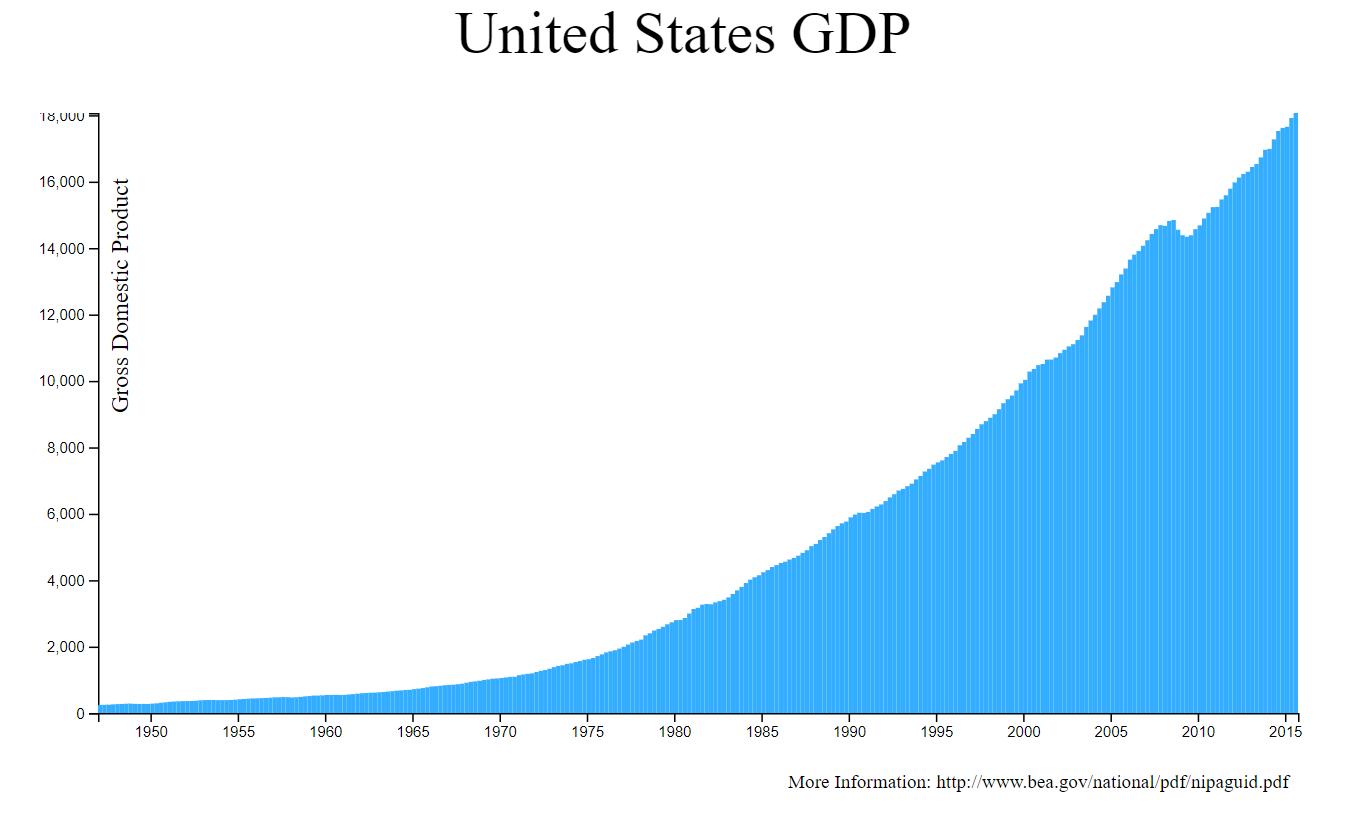 United States GDP
18,000
16,000
14,000
12,000
10,000
8,000
6,000
4,000
2,000
0
Gross Domestic Product
1950 1955 1960 1965 1970 1975 1980 1985 1990 1995 2000 2005 2010 2015
More Information: http://www.bea.gov/national/pdf/nipaguid.pdf